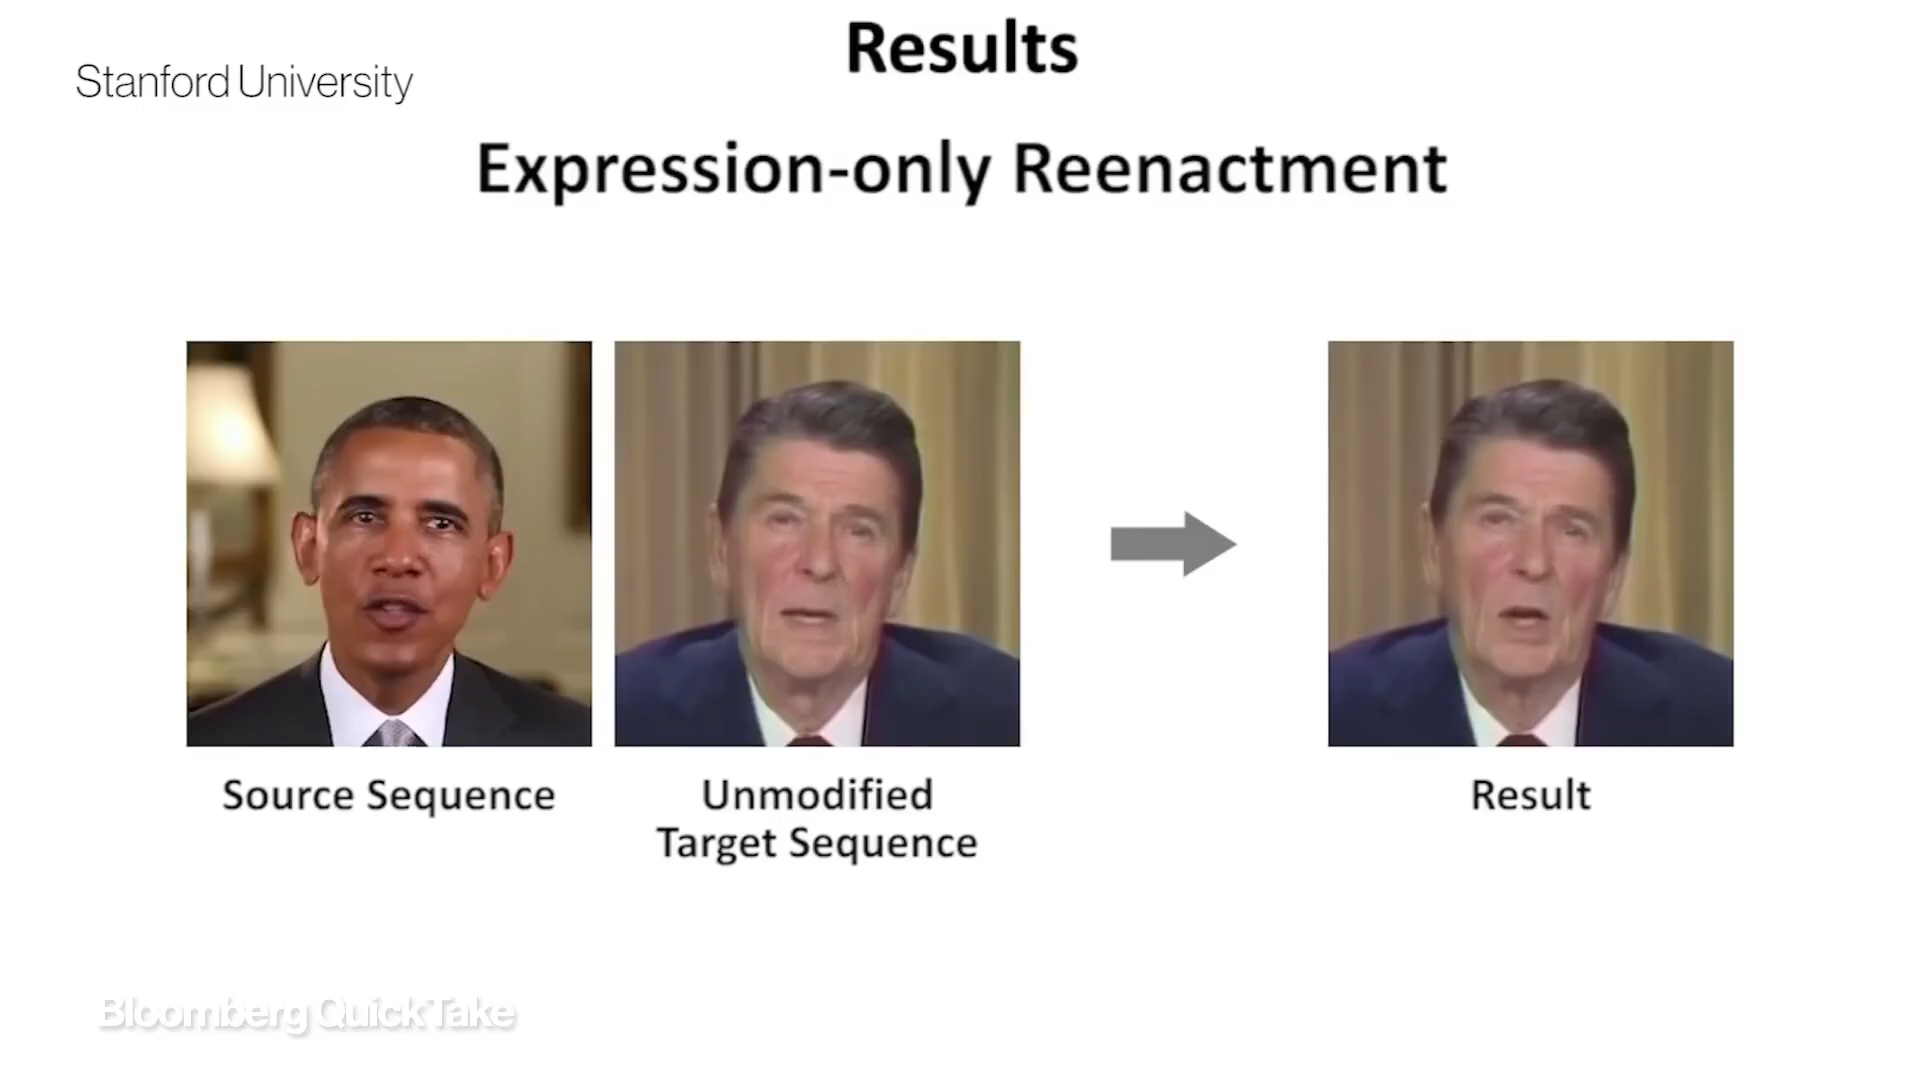 Results
Stanford University
Expression-only Reenactment
Source Sequence
Unmodified
Target Sequence
Result
Bloomberg QuickTake